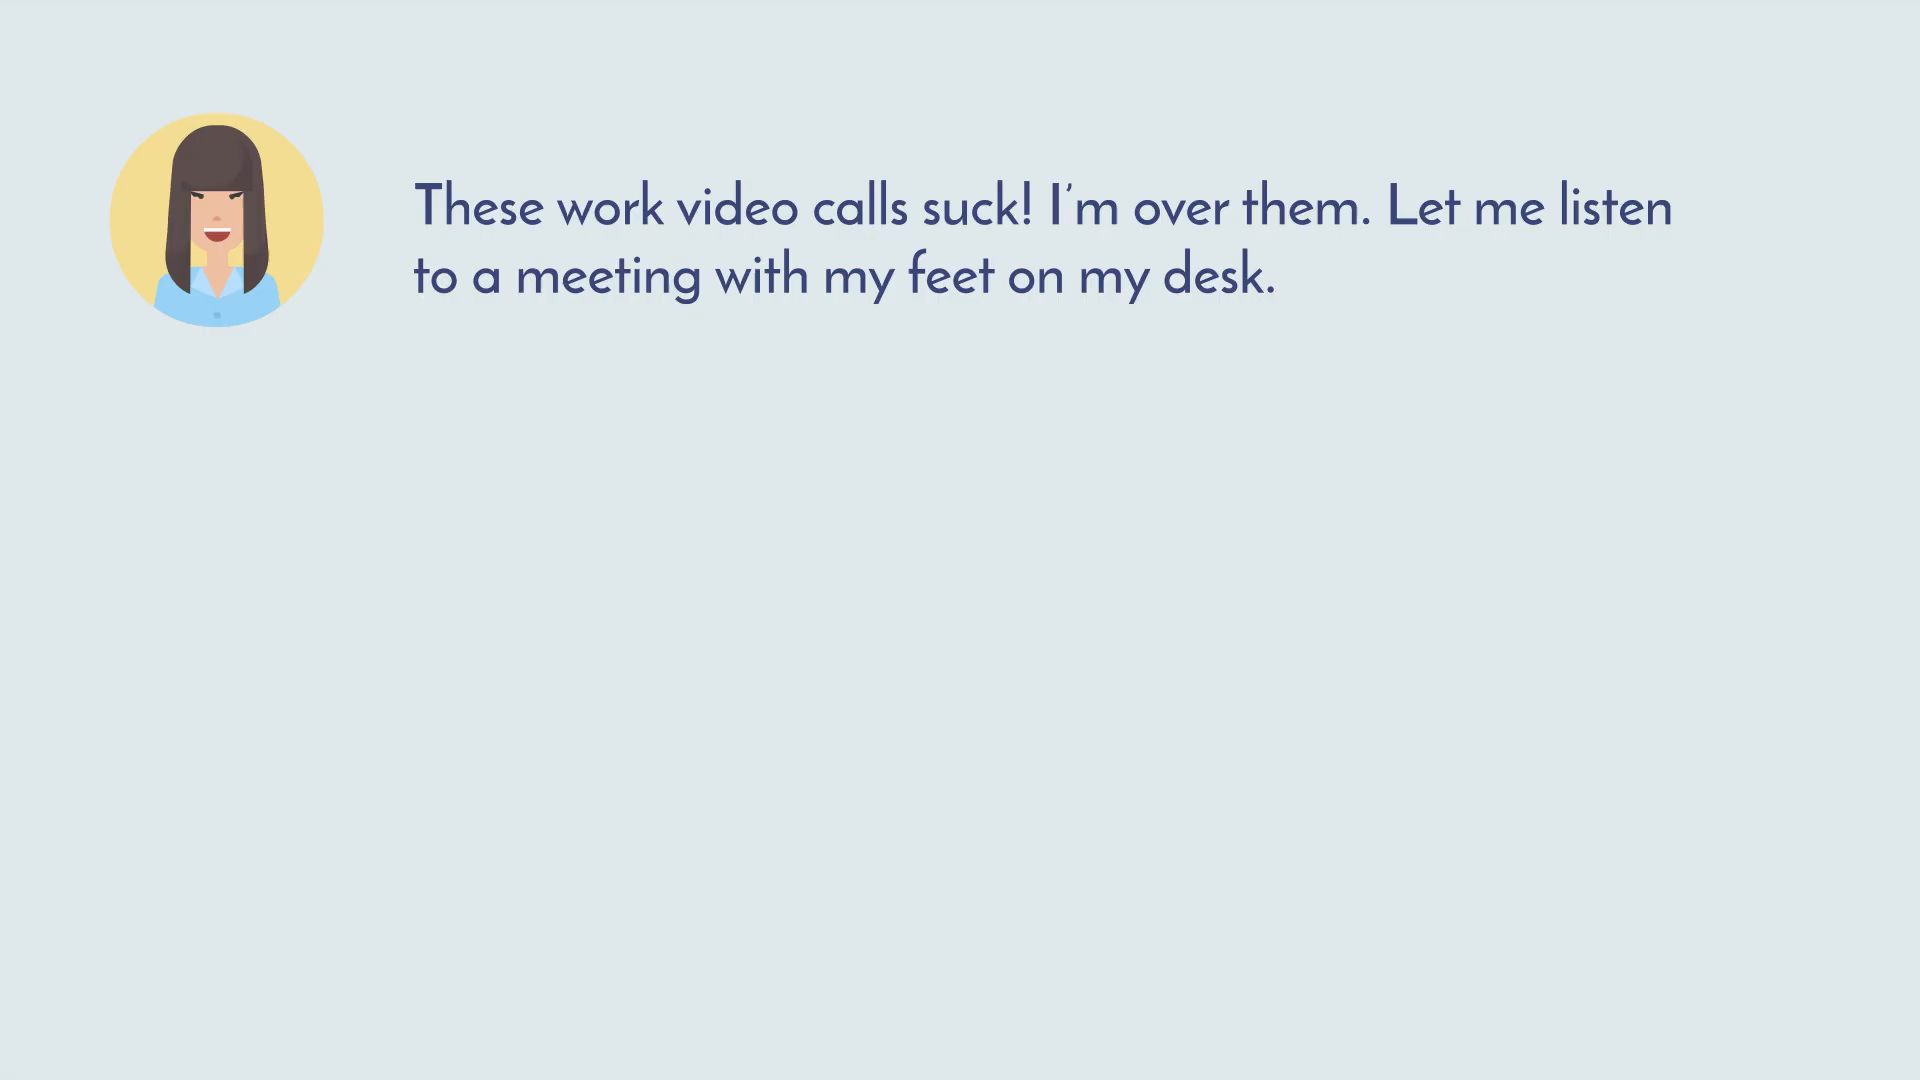 These work video calls suck! I’m over them. Let me listen
to a meeting with my feet on my desk.